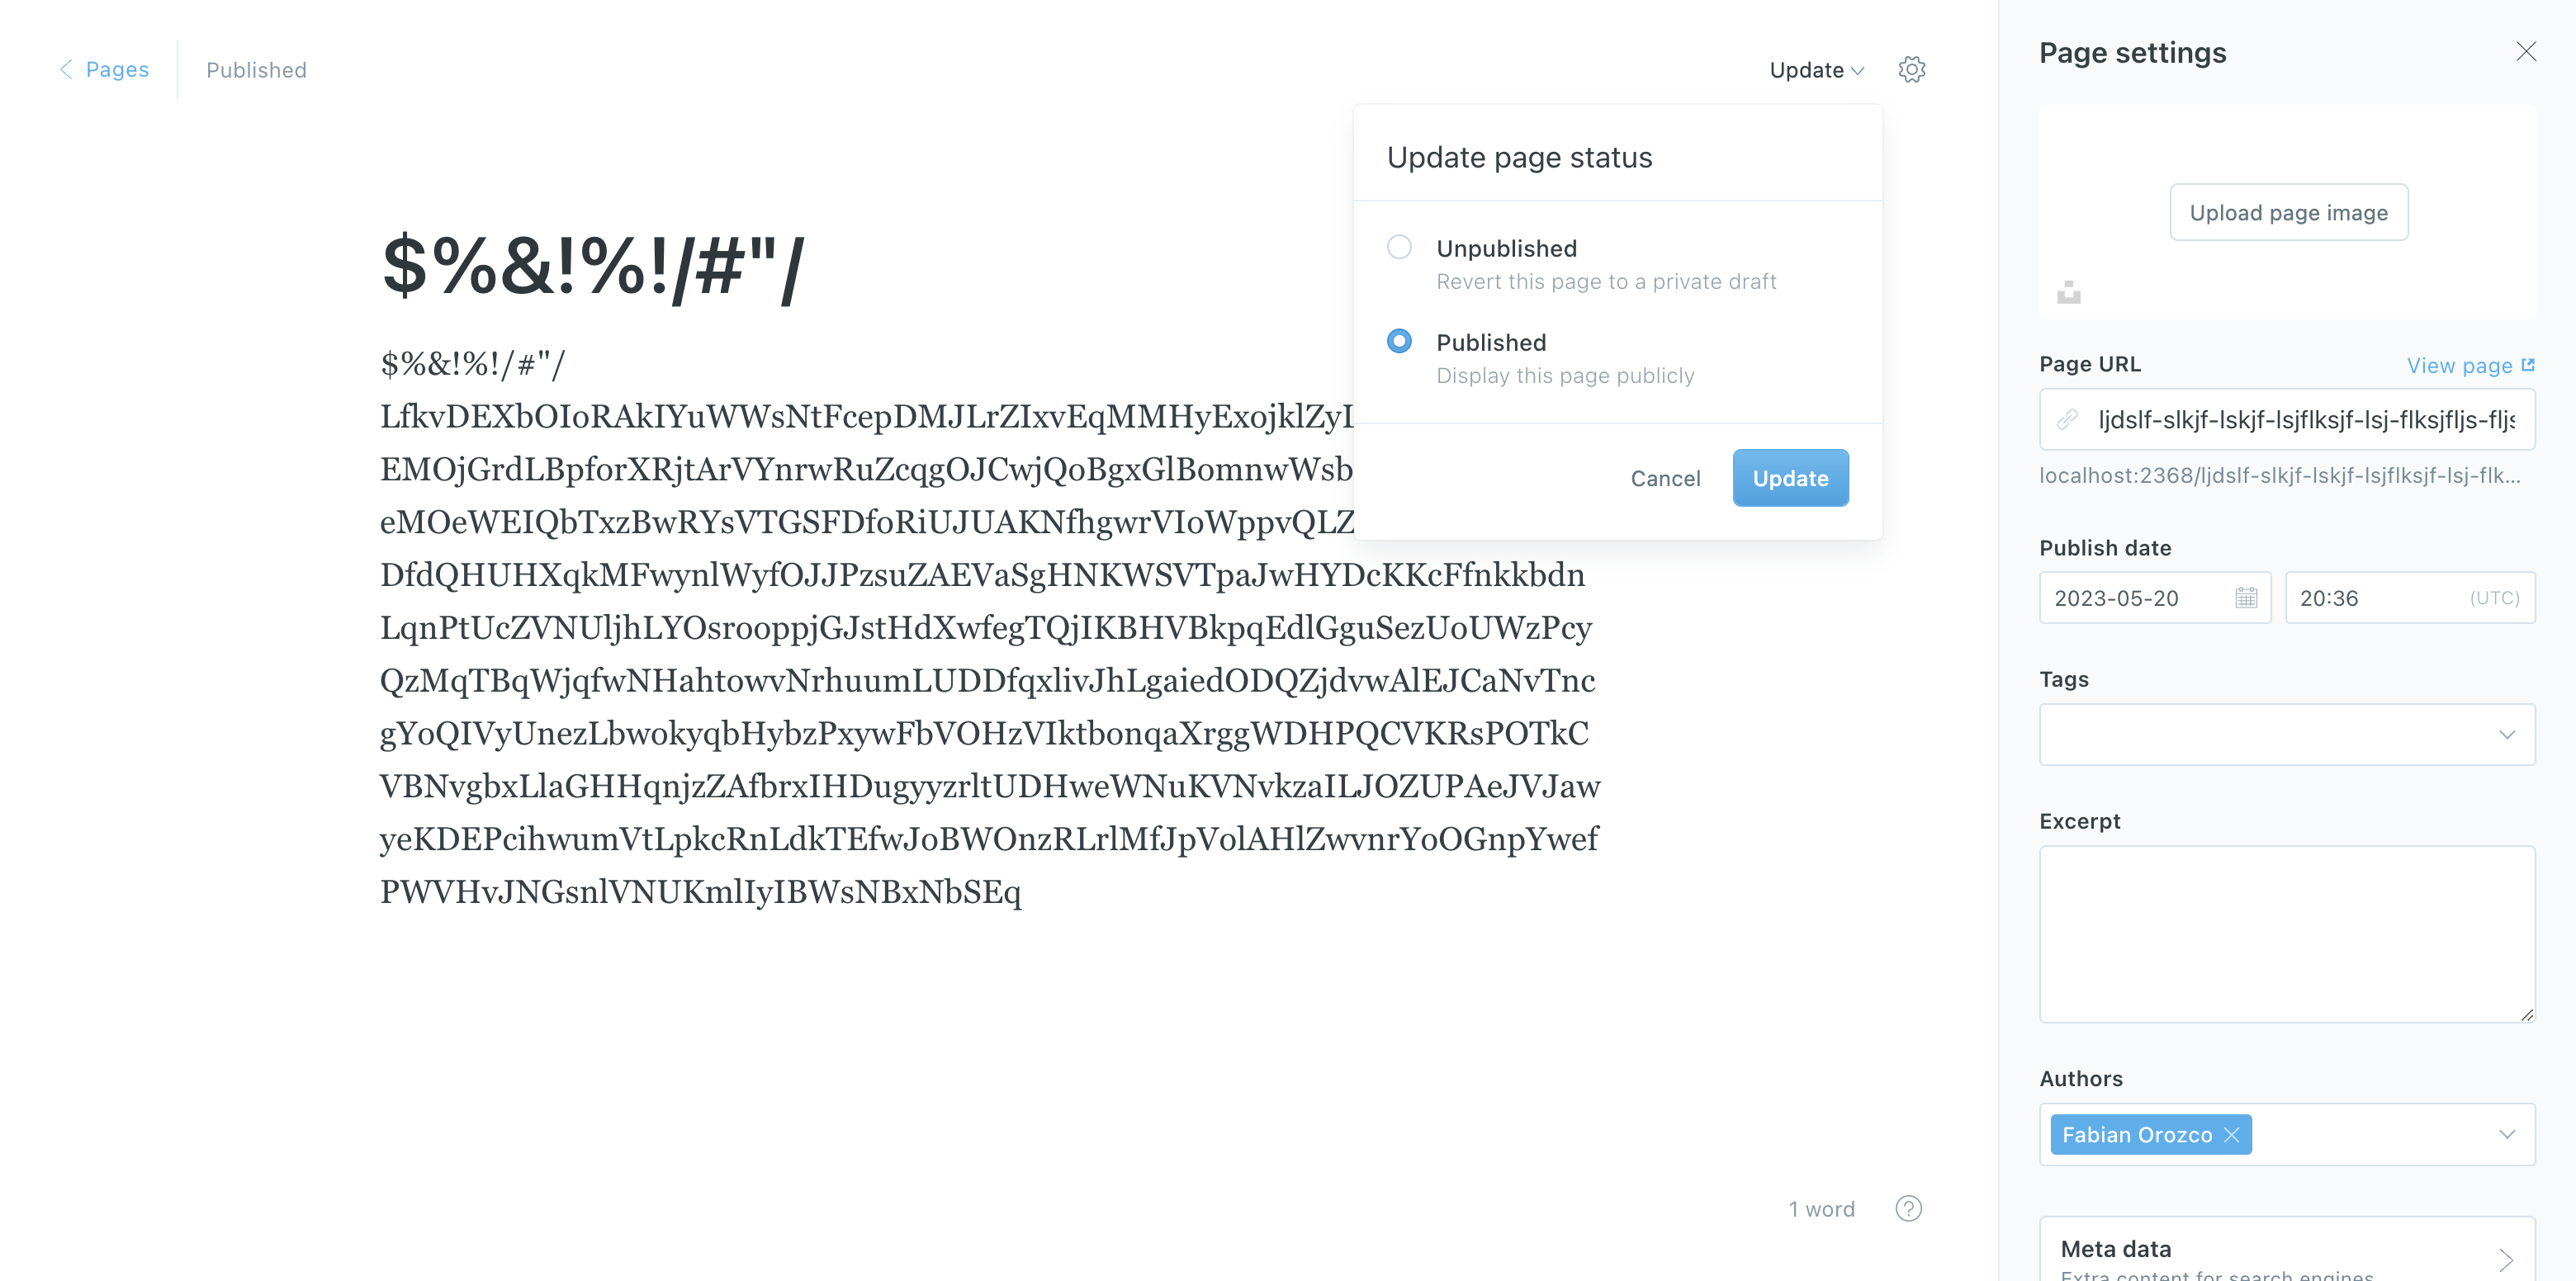 Pages
Published
Update
$%&!%!/#"/
$%&!%!/#"/
LfkvDEXbOIoRAkIYuWWsNtFcepDMJLrZIxvEqMMHyExojklZyL
EMOjGrdLBpforXRjtArVYnrwRuZcqgOJCwjQoBgxGlBomnwWsb
eMOeWEIQbTxzBwRYsVTGSFDfoRiUJUAKNfhgwrVIoWppvQLZ
DfdQHUHXqkMFwynlWyfOJJPzsuZAEVaSgHNKWSVTpaJwHYDcKKcFfnkkbdn
LqnPtUcZVNUljhLYOsrooppjGJstHdXwfegTQjIKBHVBkpqEdlGguSezUoUWzPcy
QzMqTBqWjqfwNHahtowvNrhuumLUDDfqxlivJhLgaiedODQZjdvwAlEJCaNvTnc
gYoQIVyUnezLbwokyqbHybzPxywFbVOHzVIktbonqaXrggWDHPQCVKRsPOTkC
VBNvgbxLlaGHHqnjzZAfbrxIHDugyyzrltUDHweWNuKVNvkzaILJOZUPAeJVJaw
yeKDEPcihwumVtLpkcRnLdkTEfwJoBWOnzRLrlMfJpVolAHlZwvnrYoOGnpYwef
PWVHvJNGsnlVNUKmlIyIBWsNBxNbSEq
Update page status
Unpublished
Revert this page to a private draft
Published
Display this page publicly
Cancel
Update
1 word
?
Page settings
Upload page image
Page URL
View page
ljdslf-slkjf-lskjf-lsjflksjf-lsj-flksjfljs-fljs
localhost:2368/ljdslf-slkjf-lskjf-lsjflksjf-lsj-flk...
Publish date
2023-05-20
20:36
(UTC)
Tags
Excerpt
Authors
Fabian Orozco
Meta data
Extra content for search engines